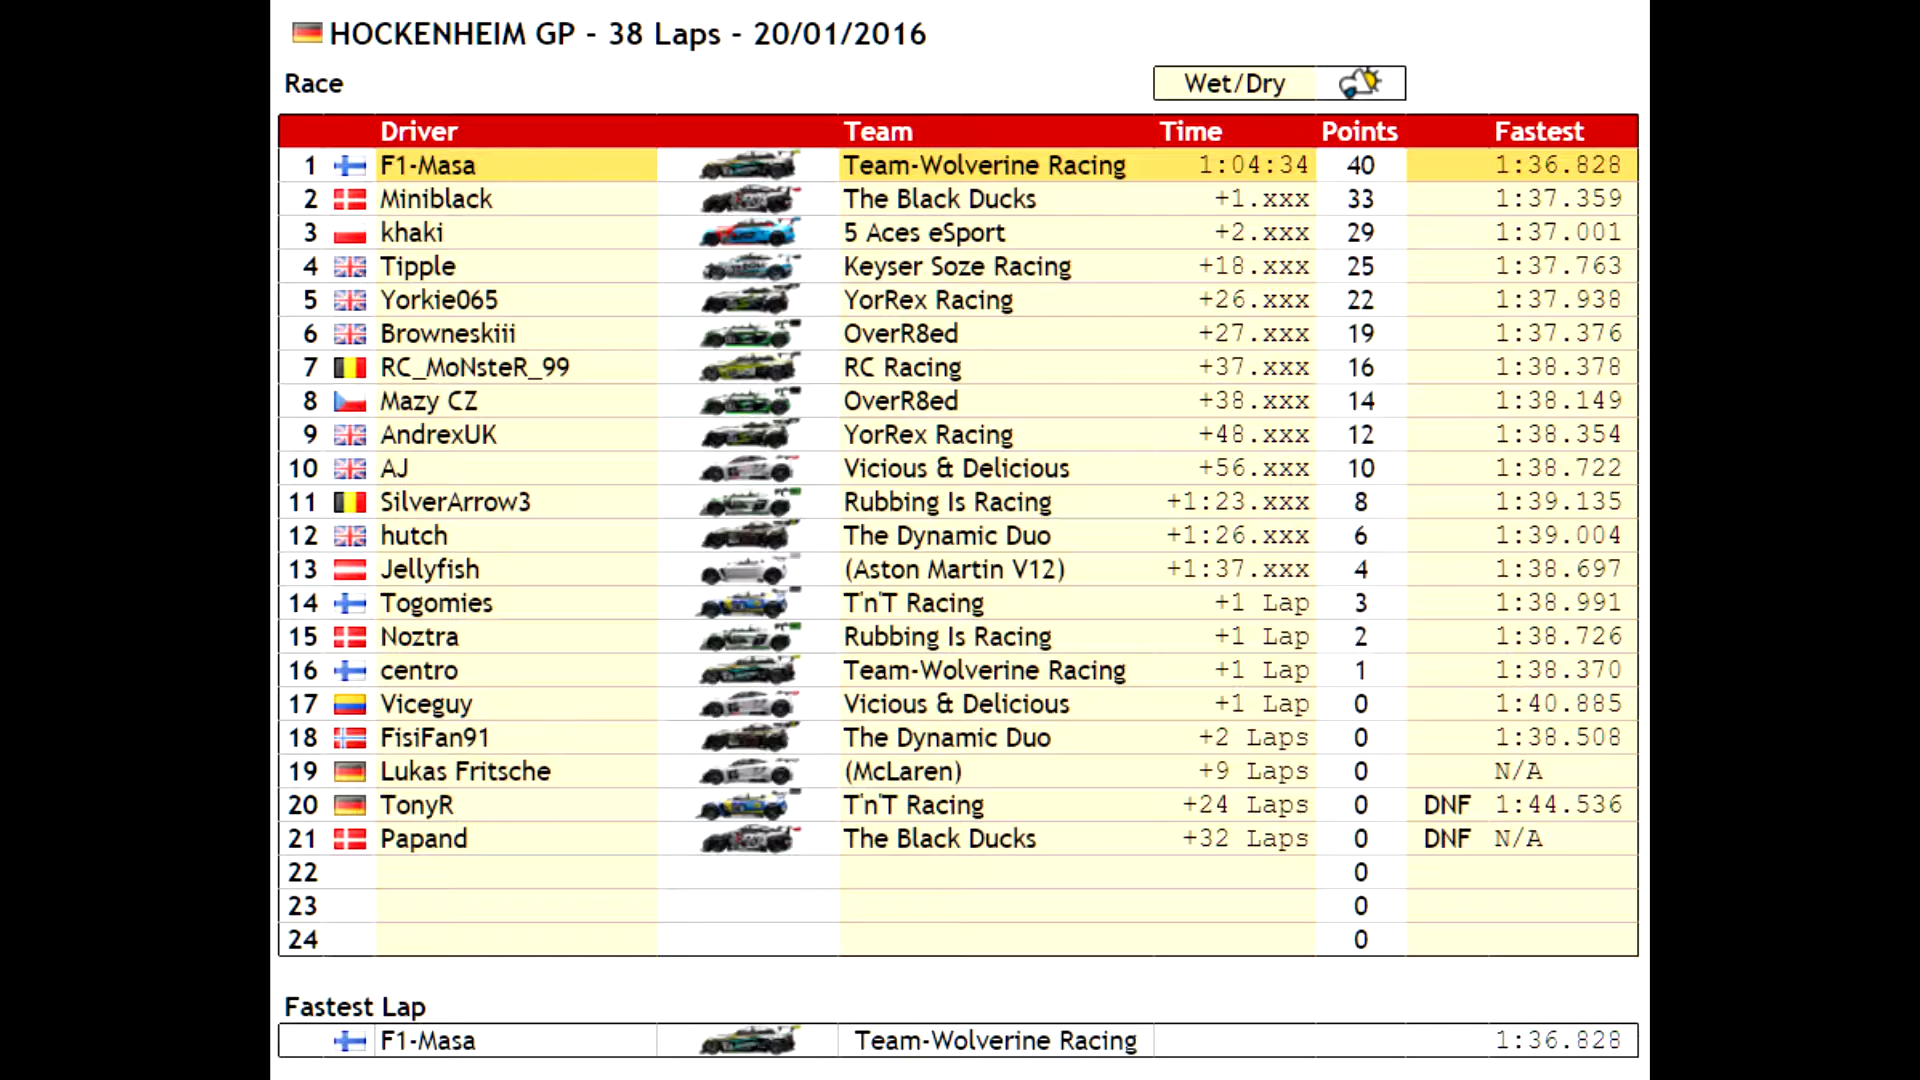 HOCKENHEIM GP - 38 Laps - 20/01/2016
Race Wet/Dry
Driver Team Time Points Fastest
1 F1-Masa Team-Wolverine Racing 1:04:34 40 1:36.828
2 Miniblack The Black Ducks +1.xxx 33 1:37.359
3 khaki 5 Aces eSport +2.xxx 29 1:37.001
4 Tipple Keyser Soze Racing +18.xxx 25 1:37.763
5 Yorkie065 YorRex Racing +26.xxx 22 1:37.938
6 Browneskiii OverR8ed +27.xxx 19 1:37.376
7 RC_MoNsteR_99 RC Racing +37.xxx 16 1:38.378
8 Mazy CZ OverR8ed +38.xxx 14 1:38.149
9 AndrexUK YorRex Racing +48.xxx 12 1:38.354
10 AJ Vicious & Delicious +56.xxx 10 1:38.722
11 SilverArrow3 Rubbing Is Racing +1:23.xxx 8 1:39.135
12 hutch The Dynamic Duo +1:26.xxx 6 1:39.004
13 Jellyfish (Aston Martin V12) +1:37.xxx 4 1:38.697
14 Togomies T'n'T Racing +1 Lap 3 1:38.991
15 Noztra Rubbing Is Racing +1 Lap 2 1:38.726
16 centro Team-Wolverine Racing +1 Lap 1 1:38.370
17 Viceguy Vicious & Delicious +1 Lap 0 1:40.885
18 FisiFan91 The Dynamic Duo +2 Laps 0 1:38.508
19 Lukas Fritsche (McLaren) +9 Laps 0 N/A
20 TonyR T'n'T Racing +24 Laps 0 DNF 1:44.536
21 Papand The Black Ducks +32 Laps 0 DNF N/A
22 0
23 0
24 0
Fastest Lap
F1-Masa Team-Wolverine Racing 1:36.828